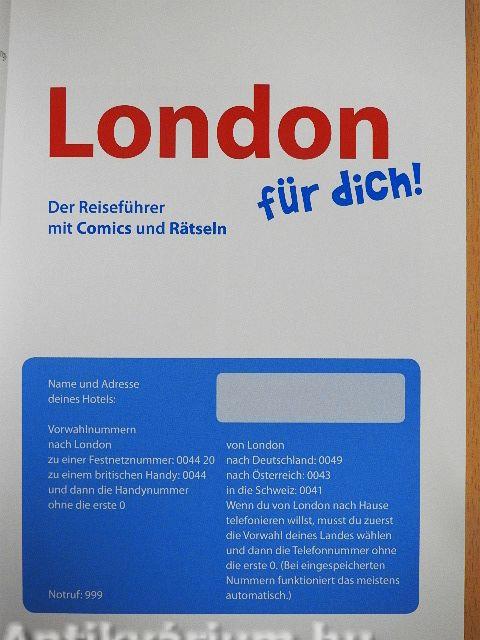 London
für dich!
Der Reiseführer
mit Comics und Rätseln
Name und Adresse
deines Hotels:
Vorwahlnummern
nach London
zu einer Festnetznummer: 0044 20
zu einem britischen Handy: 0044
und dann die Handynummer
ohne die erste 0
Notruf: 999
von London
nach Deutschland: 0049
nach Österreich: 0043
in die Schweiz: 0041
Wenn du von London nach Hause
telefonieren willst, musst du zuerst
die Vorwahl deines Landes wählen
und dann die Telefonnummer ohne
die erste 0. (Bei eingespeicherten
Nummern funktioniert das meistens
automatisch.)
Antikvárium.hu